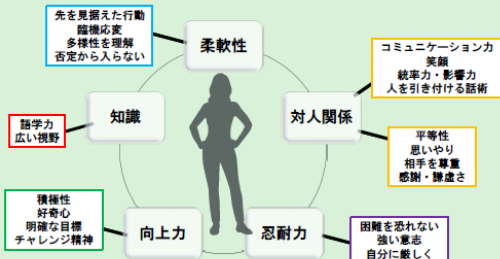 先を見据えた行動
臨機応変
多様性を理解
否定から入らない
柔軟性
コミュニケーション力
笑顔
統率力・影響力
人を引き付ける話術
対人関係
平等性
思いやり
相手を尊重
感謝・謙虚さ
知識
語学力
広い視野
向上力
積極性
好奇心
明確な目標
チャレンジ精神
忍耐力
困難を恐れない
強い意志
自分に厳しく